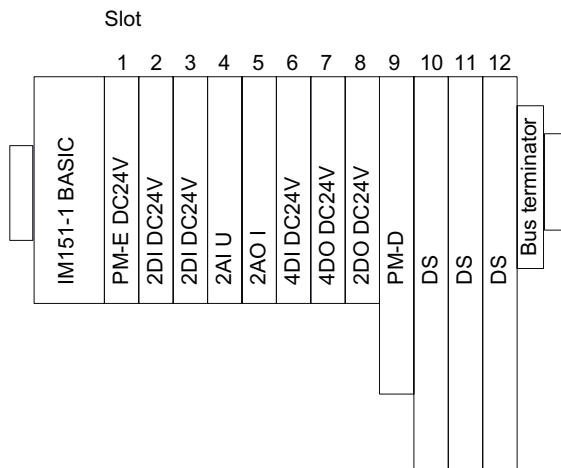 Slot
1 2 3 4 5 6 7 8 9 10 11 12
IM151-1 BASIC
PM-E DC24V
2DI DC24V
2DI DC24V
2AI U
2AO I
4DI DC24V
4DO DC24V
2DO DC24V
PM-D
DS
DS
DS
Bus terminator